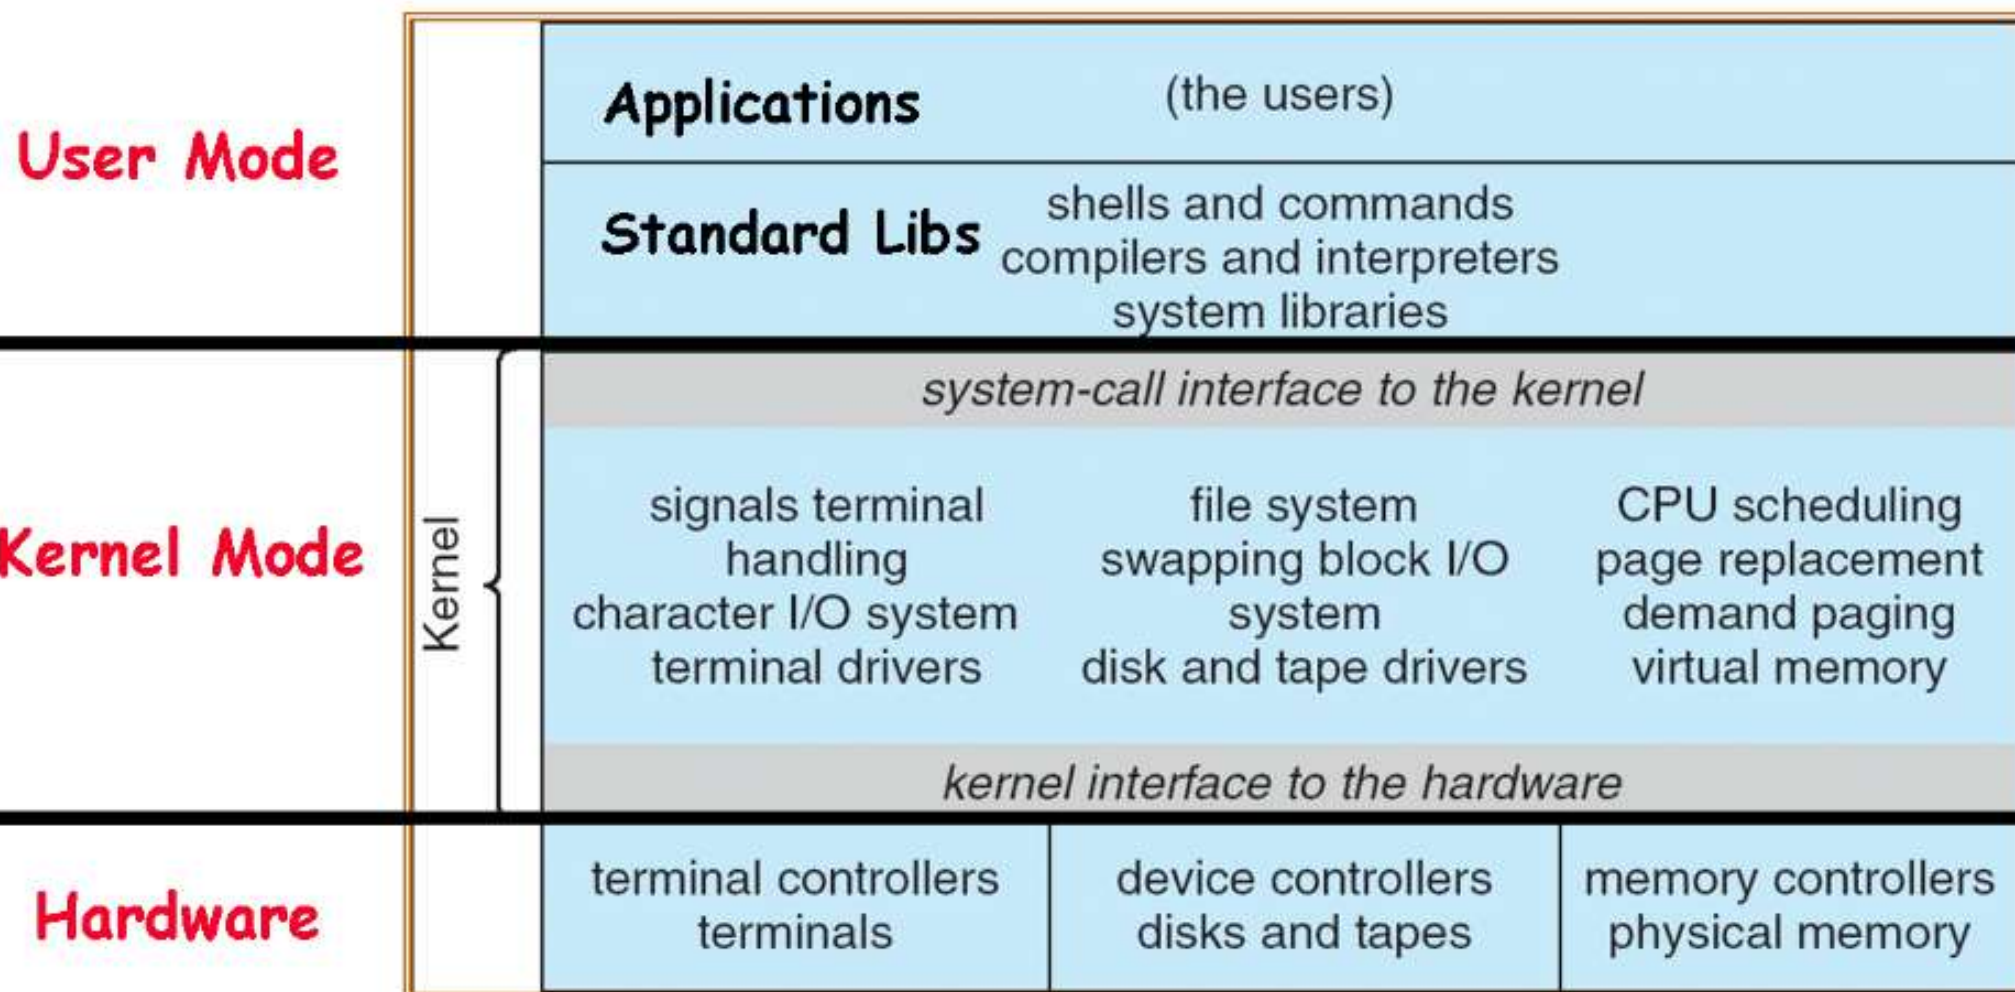 User Mode
Applications (the users)
Standard Libs
shells and commands
compilers and interpreters
system libraries
Kernel Mode
Kernel
system-call interface to the kernel
signals terminal
handling
character I/O system
terminal drivers
file system
swapping block I/O
system
disk and tape drivers
CPU scheduling
page replacement
demand paging
virtual memory
kernel interface to the hardware
Hardware
terminal controllers
terminals
device controllers
disks and tapes
memory controllers
physical memory